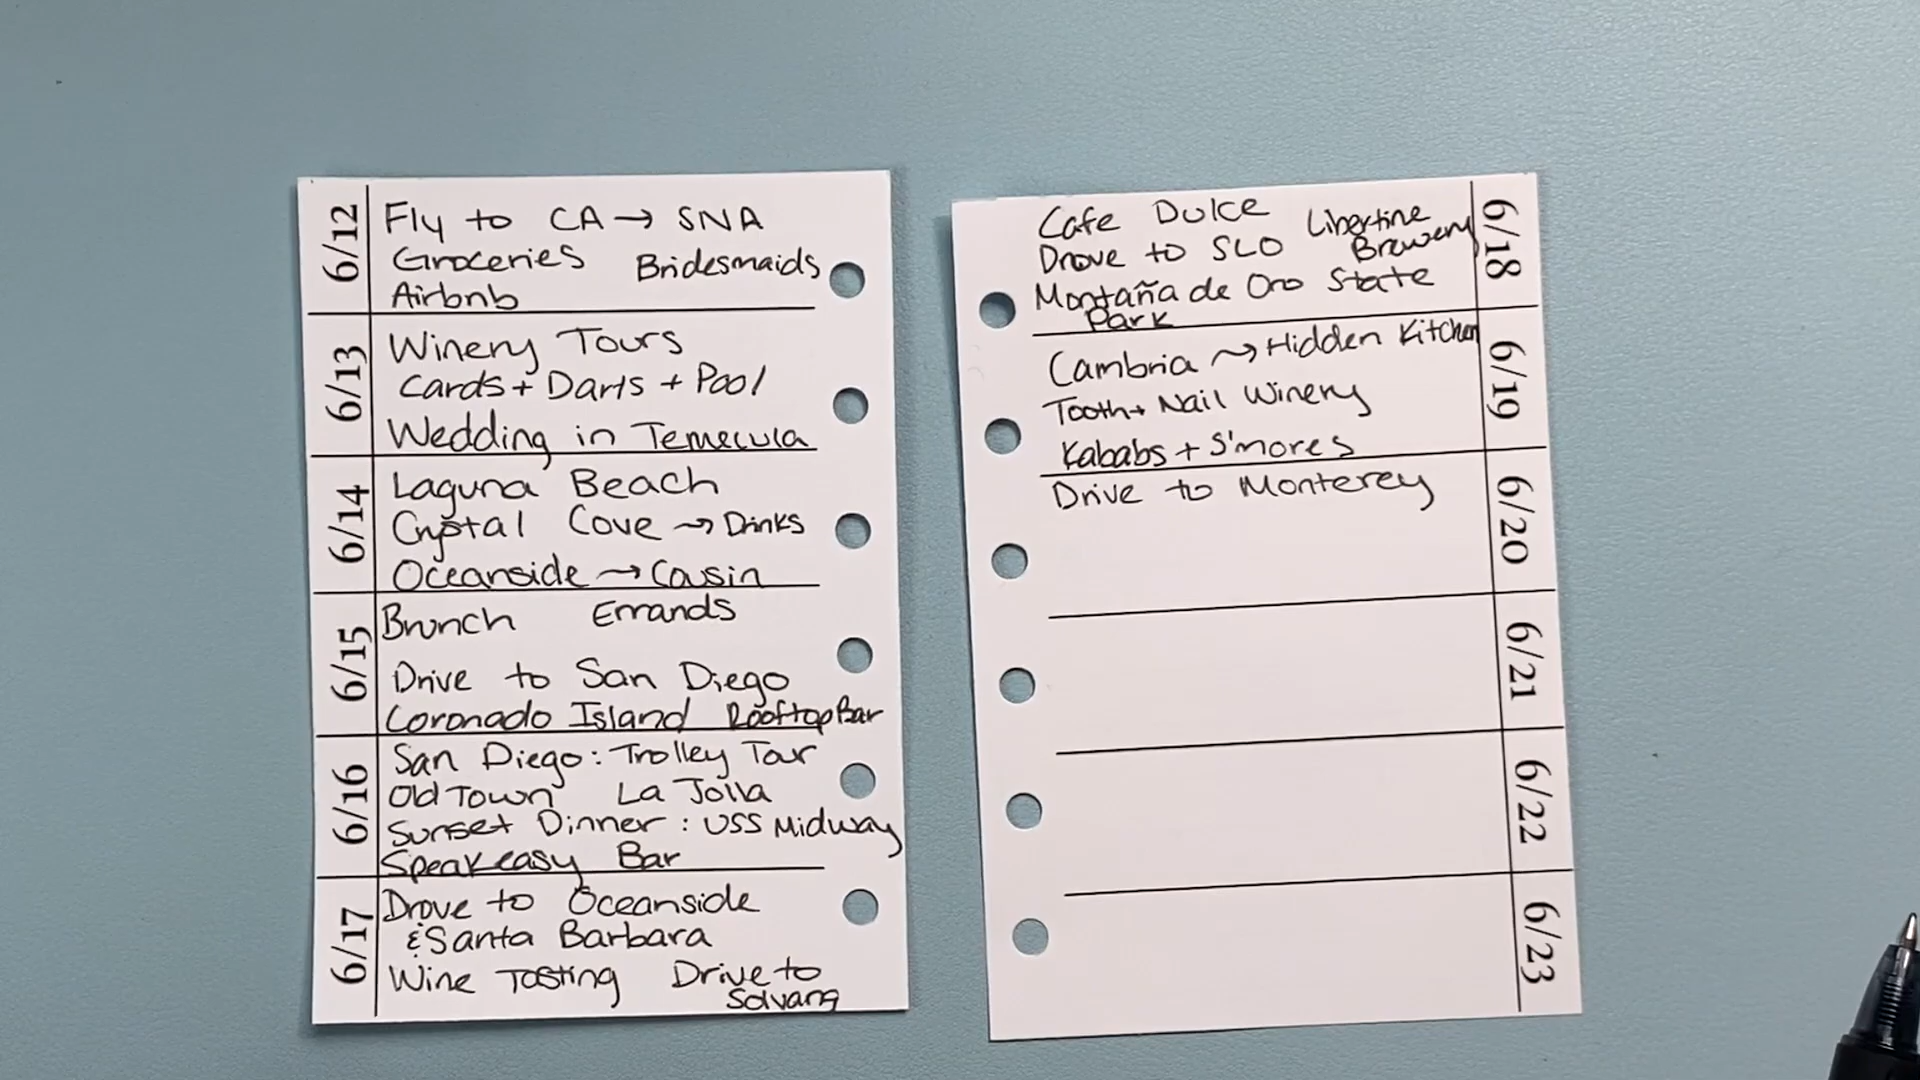 6/12
Fly to CA → SNA
Groceries Bridesmaids
Airbnb
6/13
Winery Tours
Cards + Darts + Pool
Wedding in Temecula
6/14
Laguna Beach
Crystal Cove → Drinks
Oceanside → Cousin
6/15
Brunch Errands
Drive to San Diego
Coronado Island Rooftop Bar
6/16
San Diego: Trolley Tour
Old Town La Jolla
Sunset Dinner: USS Midway
Speakeasy Bar
6/17
Drove to Oceanside
& Santa Barbara
Wine Tasting Drive to
Solvang
6/18
Cafe Dulce Libertine
Drove to SLO Brewery
Montaña de Oro State
Park
6/19
Cambria → Hidden Kitchen
Tooth + Nail Winery
Kababs + S'mores
6/20
Drive to Monterey
6/21
6/22
6/23